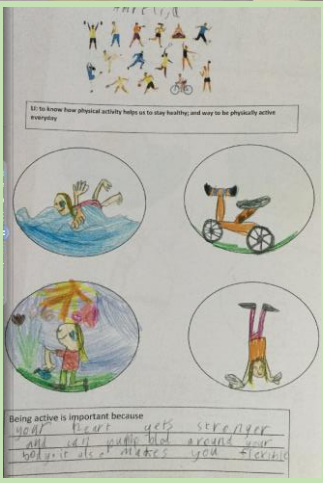 LI: to know how physical activity helps us to stay healthy; and way to be physically active
everyday
Being active is important because
your heart gets stronger
and can pump blod around your
body. it also makes you flexible